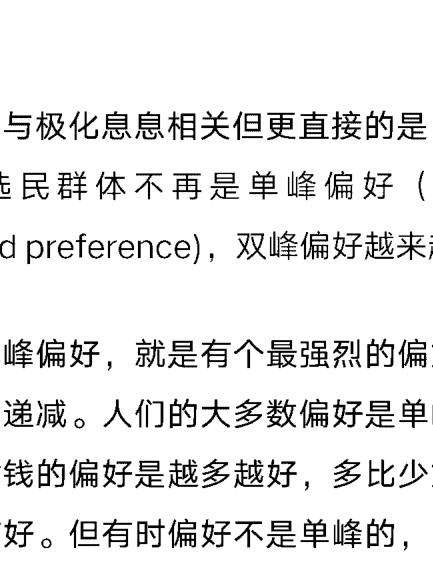 与极化息息相关但更直接的是
选民群体不再是单峰偏好（
d preference)，双峰偏好越来
峰偏好，就是有个最强烈的偏
递减。人们的大多数偏好是单
钱的偏好是越多越好，多比少
好。但有时偏好不是单峰的，